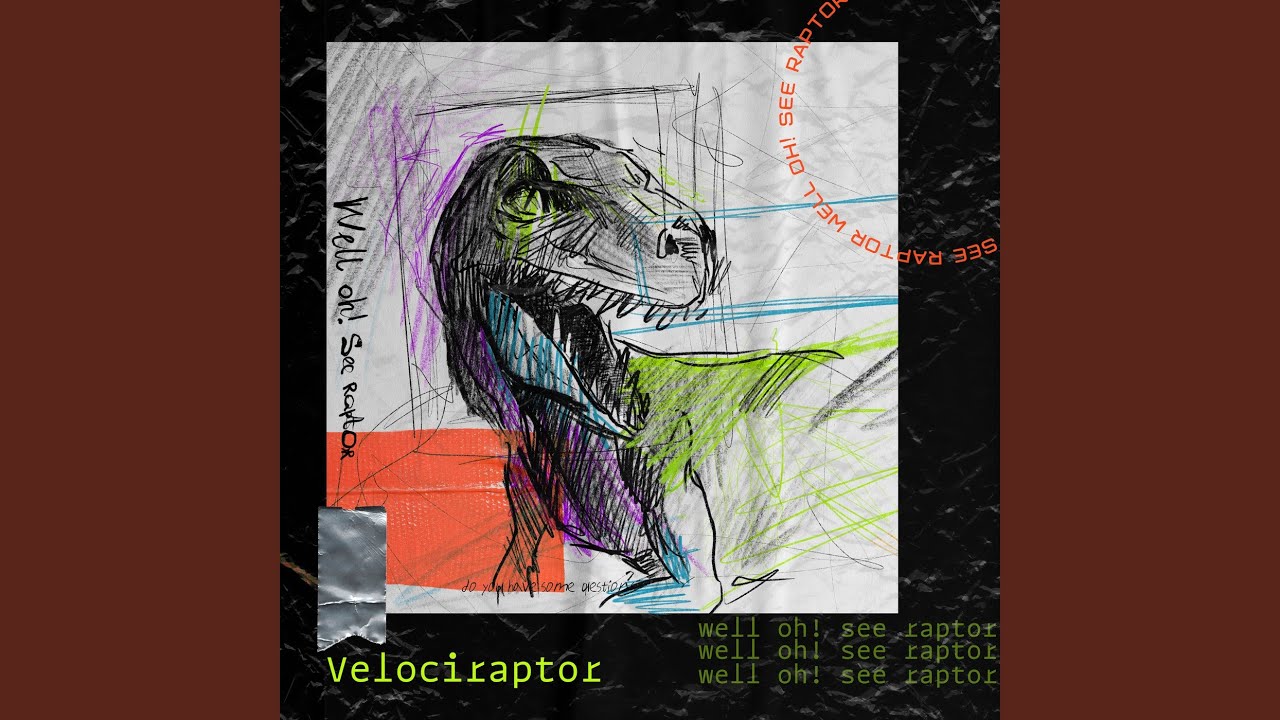 SEE RAPTOR WELL OH! SEE RAPTOR
Well oh! See RaptOR
do you have some question?
well oh! see raptor
well oh! see raptor
well oh! see raptor
Velociraptor